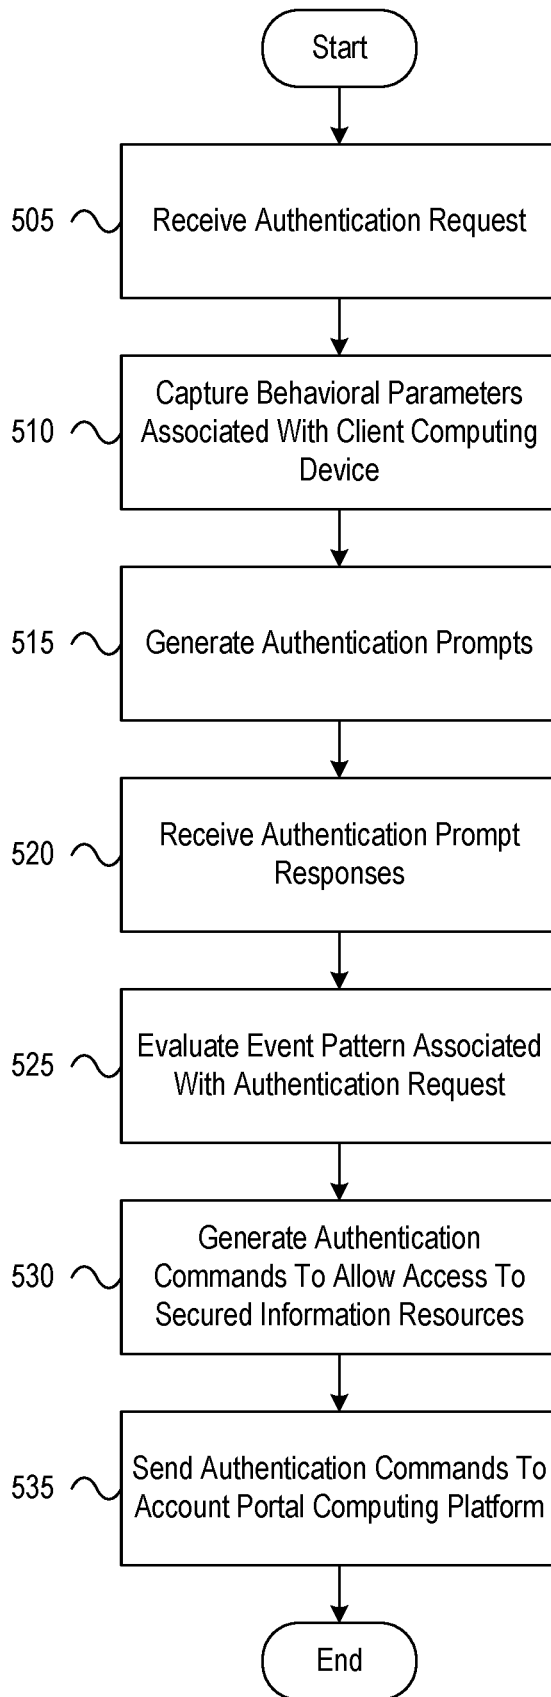 Start
505
Receive Authentication Request
510
Capture Behavioral Parameters
Associated With Client Computing
Device
515
Generate Authentication Prompts
520
Receive Authentication Prompt
Responses
525
Evaluate Event Pattern Associated
With Authentication Request
530
Generate Authentication
Commands To Allow Access To
Secured Information Resources
535
Send Authentication Commands To
Account Portal Computing Platform
End